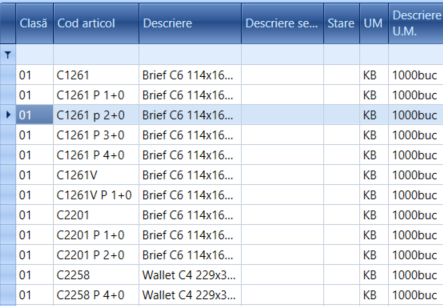 Clasă Cod articol Descriere Descriere se... Stare UM Descriere U.M.
01 C1261 Brief C6 114x16... KB 1000buc
01 C1261 P 1+0 Brief C6 114x16... KB 1000buc
01 C1261 p 2+0 Brief C6 114x16... KB 1000buc
01 C1261 P 3+0 Brief C6 114x16... KB 1000buc
01 C1261 P 4+0 Brief C6 114x16... KB 1000buc
01 C1261V Brief C6 114x16... KB 1000buc
01 C1261V P 1+0 Brief C6 114x16... KB 1000buc
01 C2201 Brief C6 114x16... KB 1000buc
01 C2201 P 1+0 Brief C6 114x16... KB 1000buc
01 C2201 P 2+0 Brief C6 114x16... KB 1000buc
01 C2258 Wallet C4 229x3... KB 1000buc
01 C2258 P 4+0 Wallet C4 229x3... KB 1000buc